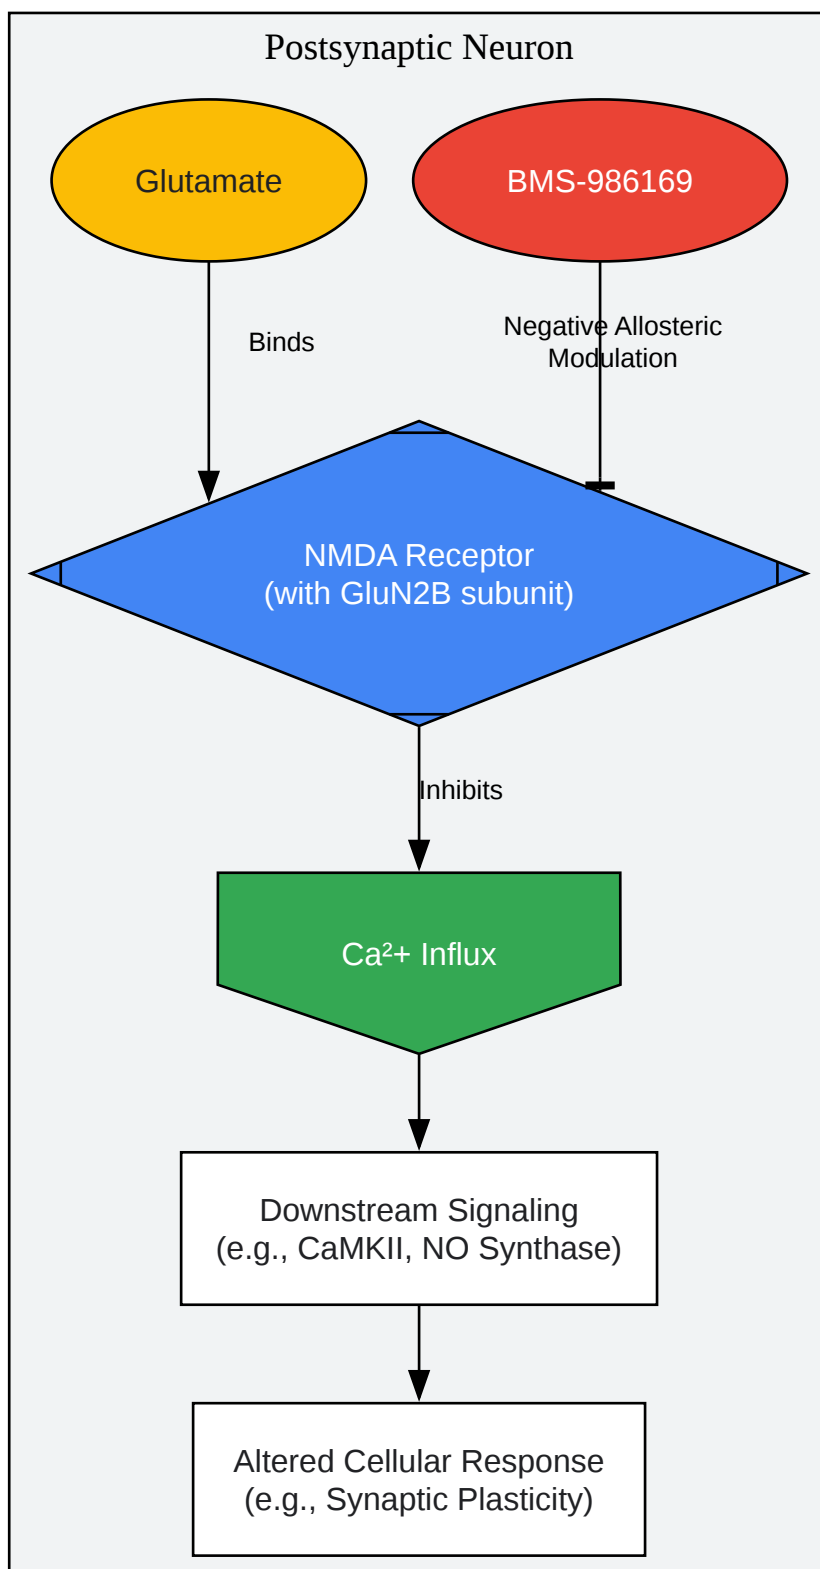 Postsynaptic Neuron
Glutamate
BMS-986169
Binds
Negative Allosteric
Modulation
NMDA Receptor
(with GluN2B subunit)
Inhibits
Ca²+ Influx
Downstream Signaling
(e.g., CaMKII, NO Synthase)
Altered Cellular Response
(e.g., Synaptic Plasticity)